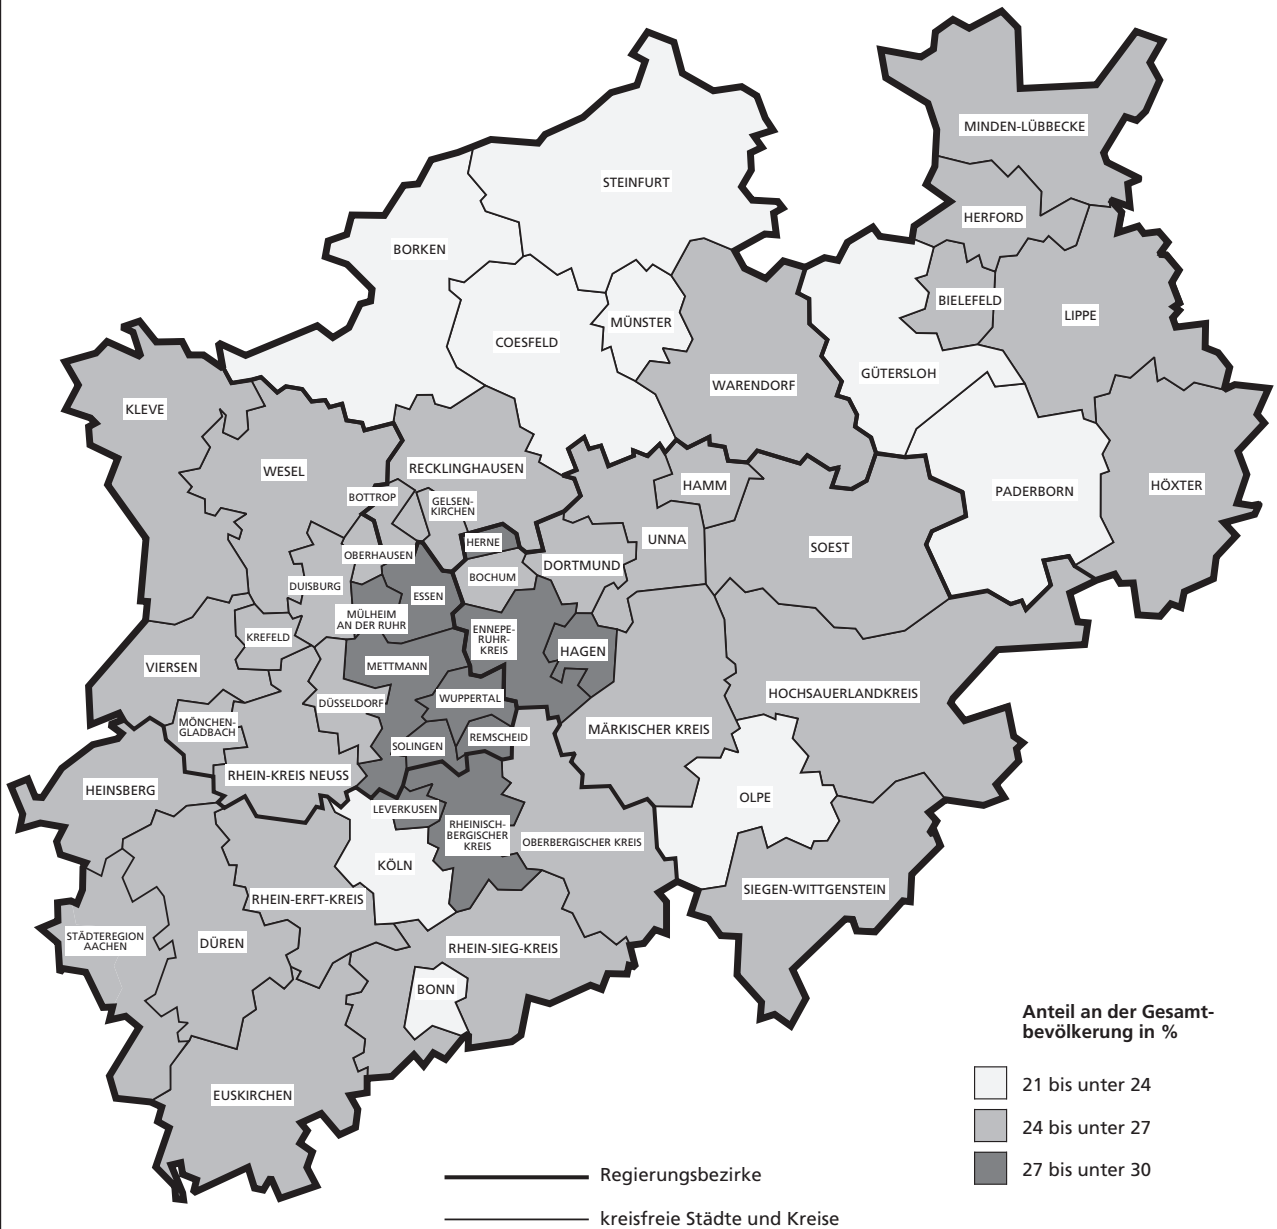 MINDEN-LÜBBECKE
STEINFURT
HERFORD
BORKEN
BIELEFELD
LIPPE
MÜNSTER
COESFELD
GÜTERSLOH
WARENDORF
KLEVE
RECKLINGHAUSEN
WESEL
HAMM
HÖXTER
PADERBORN
BOTTROP
GELSEN-
KIRCHEN
HERNE
UNNA
SOEST
OBERHAUSEN
DORTMUND
BOCHUM
DUISBURG
ESSEN
MÜLHEIM
AN DER RUHR
KREFELD
ENNEPE-
RUHR-
KREIS
HAGEN
VIERSEN
METTMANN
HOCHSAUERLANDKREIS
WUPPERTAL
DÜSSELDORF
MÖNCHEN-
GLADBACH
MÄRKISCHER KREIS
REMSCHEID
SOLINGEN
RHEIN-KREIS NEUSS
HEINSBERG
OLPE
LEVERKUSEN
RHEINISCH-
BERGISCHER
KREIS
OBERBERGISCHER KREIS
KÖLN
SIEGEN-WITTGENSTEIN
RHEIN-ERFT-KREIS
STÄDTEREGION
AACHEN
DÜREN
RHEIN-SIEG-KREIS
BONN
EUSKIRCHEN
Anteil an der Gesamt-
bevölkerung in %
21 bis unter 24
24 bis unter 27
27 bis unter 30
Regierungsbezirke
kreisfreie Städte und Kreise